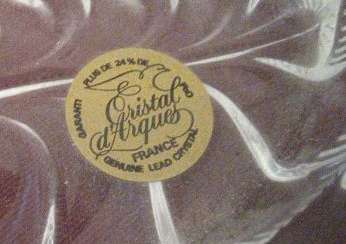 GARANTI PLUS DE 24% DE PbO
Cristal
d'Arques
FRANCE
GENUINE LEAD CRYSTAL